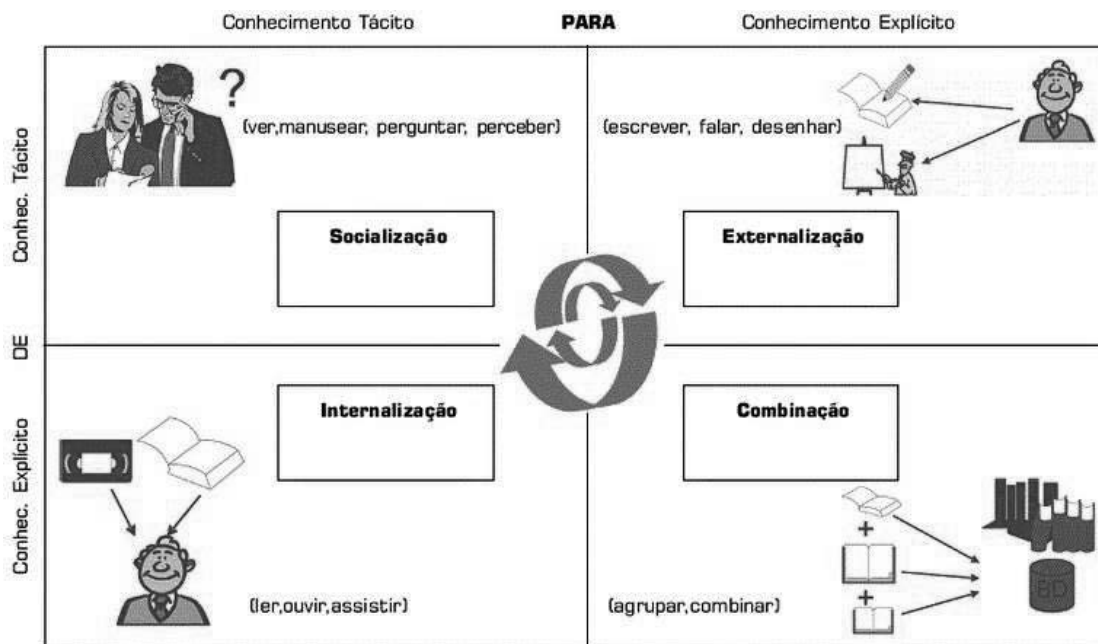 Conhecimento Tácito PARA Conhecimento Explícito
Conhec. Tácito
?
(ver,manusear, perguntar, perceber)
(escrever, falar, desenhar)
Socialização
Externalização
DE
Conhec. Explícito
Internalização
Combinação
+
+
BD
(ler,ouvir,assistir)
(agrupar,combinar)